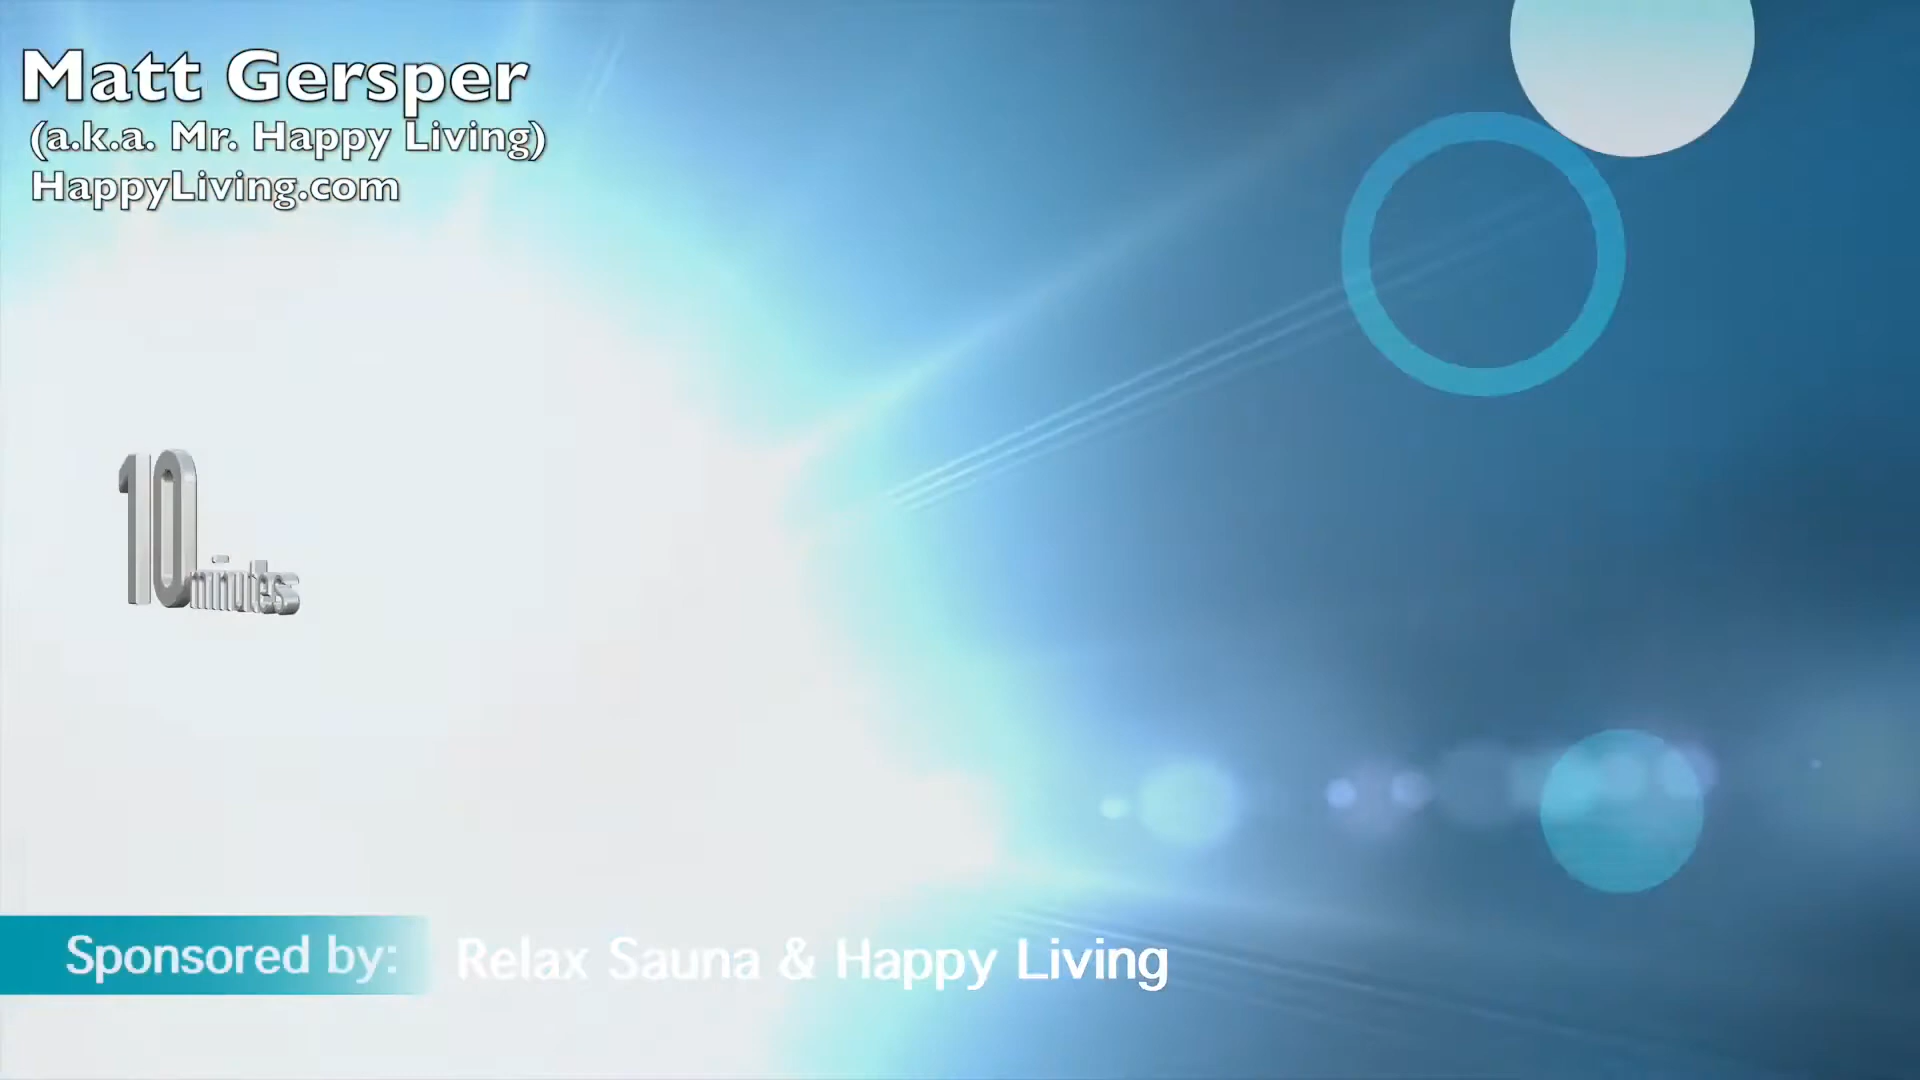 Matt Gersper
(a.k.a. Mr. Happy Living)
HappyLiving.com
10 minutes
Sponsored by: Relax Sauna & Happy Living